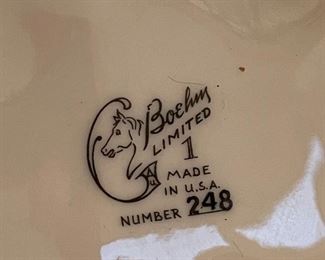 Boehm
LIMITED
1
MADE
IN U.S.A.
NUMBER 248